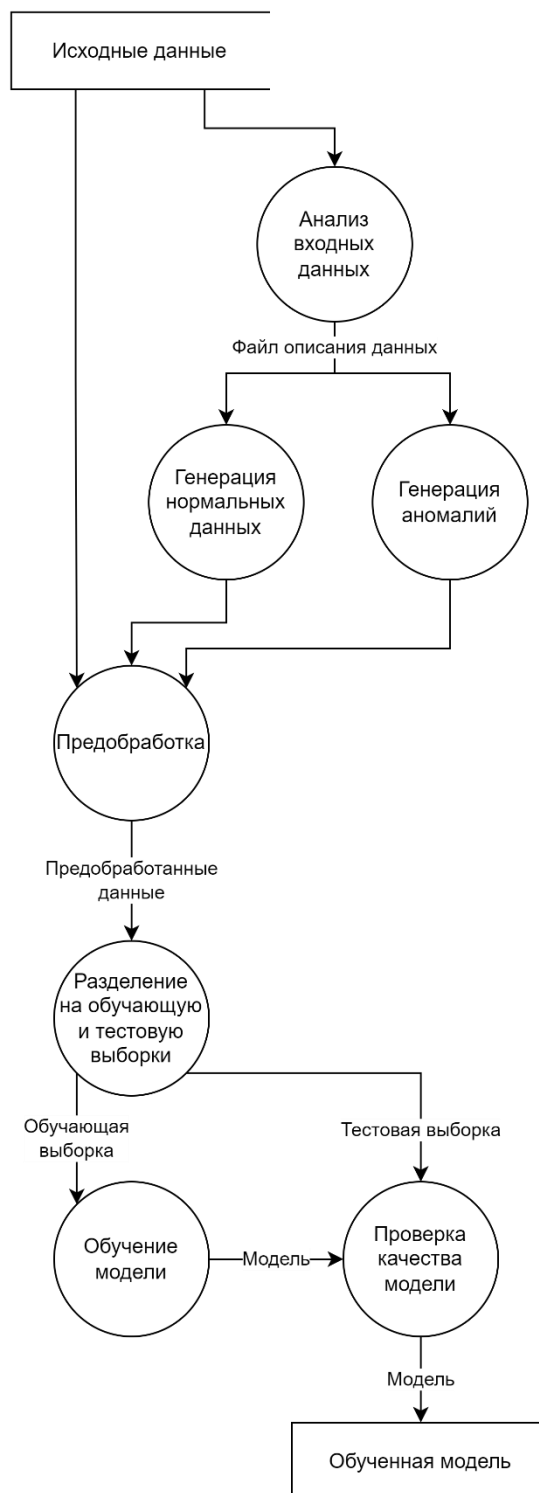 Исходные данные
Анализ
входных
данных
Файл описания данных
Генерация
нормальных
данных
Генерация
аномалий
Предобработка
Предобработанные
данные
Разделение
на обучающую
и тестовую
выборки
Обучающая
выборка
Тестовая выборка
Обучение
модели
Модель
Проверка
качества
модели
Модель
Обученная модель